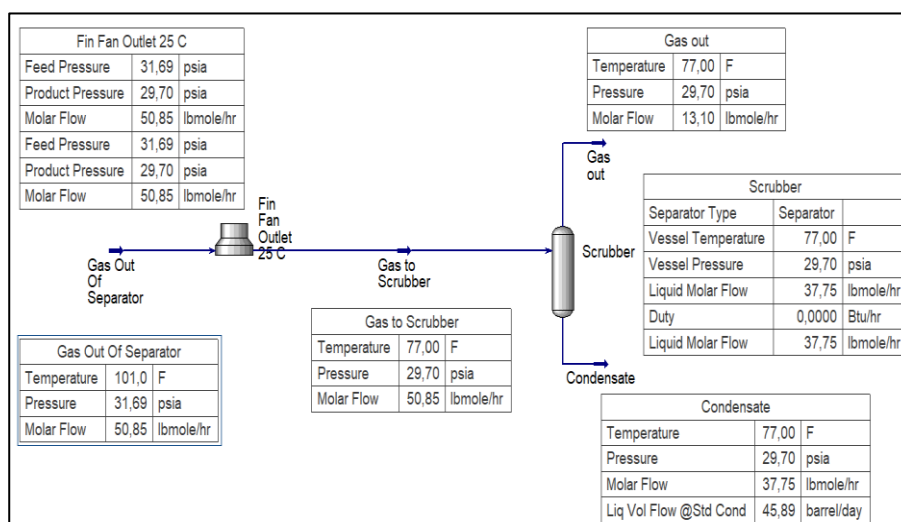 Fin Fan Outlet 25 C
Feed Pressure 31,69 psia
Product Pressure 29,70 psia
Molar Flow 50,85 lbmole/hr
Feed Pressure 31,69 psia
Product Pressure 29,70 psia
Molar Flow 50,85 lbmole/hr
Gas out
Temperature 77,00 F
Pressure 29,70 psia
Molar Flow 13,10 lbmole/hr
Gas
out
Scrubber
Separator Type Separator
Vessel Temperature 77,00 F
Vessel Pressure 29,70 psia
Liquid Molar Flow 37,75 lbmole/hr
Duty 0,0000 Btu/hr
Liquid Molar Flow 37,75 lbmole/hr
Fin
Fan
Outlet
25 C
Gas Out
Of
Separator
Gas to
Scrubber
Scrubber
Gas Out Of Separator
Temperature 101,0 F
Pressure 31,69 psia
Molar Flow 50,85 lbmole/hr
Gas to Scrubber
Temperature 77,00 F
Pressure 29,70 psia
Molar Flow 50,85 lbmole/hr
Condensate
Condensate
Temperature 77,00 F
Pressure 29,70 psia
Molar Flow 37,75 lbmole/hr
Liq Vol Flow @Std Cond 45,89 barrel/day